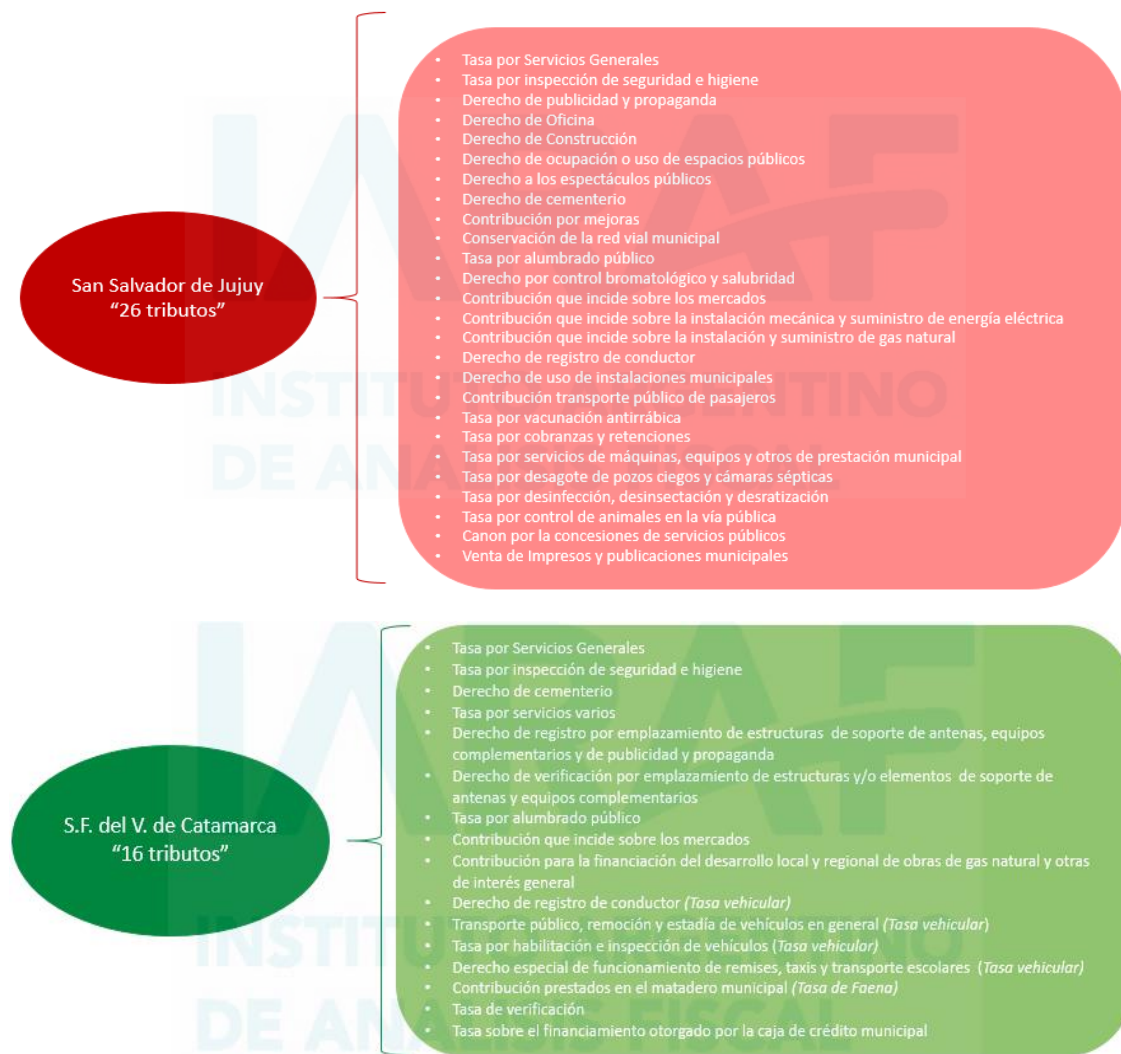 San Salvador de Jujuy
“26 tributos”
• Tasa por Servicios Generales
• Tasa por inspección de seguridad e higiene
• Derecho de publicidad y propaganda
• Derecho de Oficina
• Derecho de Construcción
• Derecho de ocupación o uso de espacios públicos
• Derecho a los espectáculos públicos
• Derecho de cementerio
• Contribución por mejoras
• Conservación de la red vial municipal
• Tasa por alumbrado público
• Derecho por control bromatológico y salubridad
• Contribución que incide sobre los mercados
• Contribución que incide sobre la instalación mecánica y suministro de energía eléctrica
• Contribución que incide sobre la instalación y suministro de gas natural
• Derecho de registro de conductor
• Derecho de uso de instalaciones municipales
• Contribución transporte público de pasajeros
• Tasa por vacunación antirrábica
• Tasa por cobranzas y retenciones
• Tasa por servicios de máquinas, equipos y otros de prestación municipal
• Tasa por desagote de pozos ciegos y cámaras sépticas
• Tasa por desinfección, desinsectación y desratización
• Tasa por control de animales en la vía pública
• Canon por la concesiones de servicios públicos
• Venta de Impresos y publicaciones municipales
IARAF
INSTITUTO ARGENTINO
DE ANALISIS FISCAL
S.F. del V. de Catamarca
“16 tributos”
• Tasa por Servicios Generales
• Tasa por inspección de seguridad e higiene
• Derecho de cementerio
• Tasa por servicios varios
• Derecho de registro por emplazamiento de estructuras de soporte de antenas, equipos
complementarios y de publicidad y propaganda
• Derecho de verificación por emplazamiento de estructuras y/o elementos de soporte de
antenas y equipos complementarios
• Tasa por alumbrado público
• Contribución que incide sobre los mercados
• Contribución para la financiación del desarrollo local y regional de obras de gas natural y otras
de interés general
• Derecho de registro de conductor (Tasa vehicular)
• Transporte público, remoción y estadía de vehículos en general (Tasa vehicular)
• Tasa por habilitación e inspección de vehículos (Tasa vehicular)
• Derecho especial de funcionamiento de remises, taxis y transporte escolares (Tasa vehicular)
• Contribución prestados en el matadero municipal (Tasa de Faena)
• Tasa de verificación
• Tasa sobre el financiamiento otorgado por la caja de crédito municipal
IARAF
INSTITUTO ARGENTINO
DE ANALISIS FISCAL